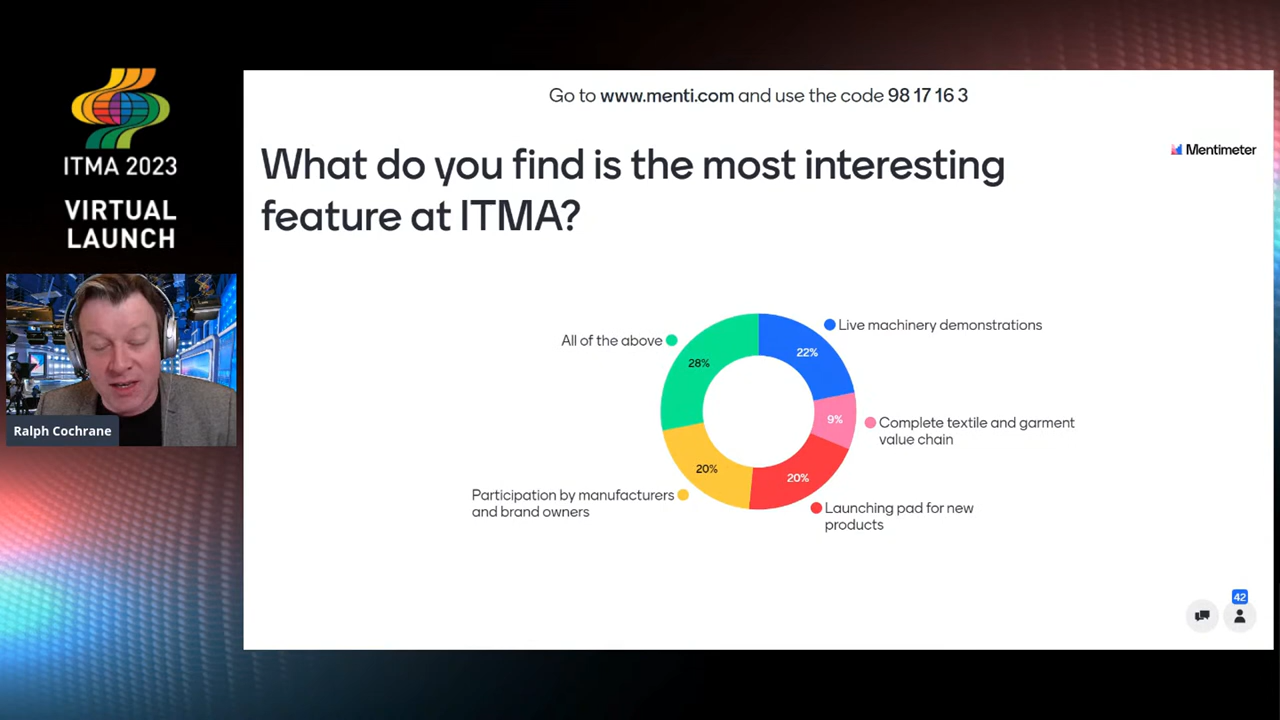 ITMA 2023
VIRTUAL
LAUNCH
Ralph Cochrane
Go to www.menti.com and use the code 98 17 16 3
Mentimeter
What do you find is the most interesting
feature at ITMA?
All of the above
28%
22%
Live machinery demonstrations
9%
Complete textile and garment
value chain
20%
Participation by manufacturers
and brand owners
20%
Launching pad for new
products
42